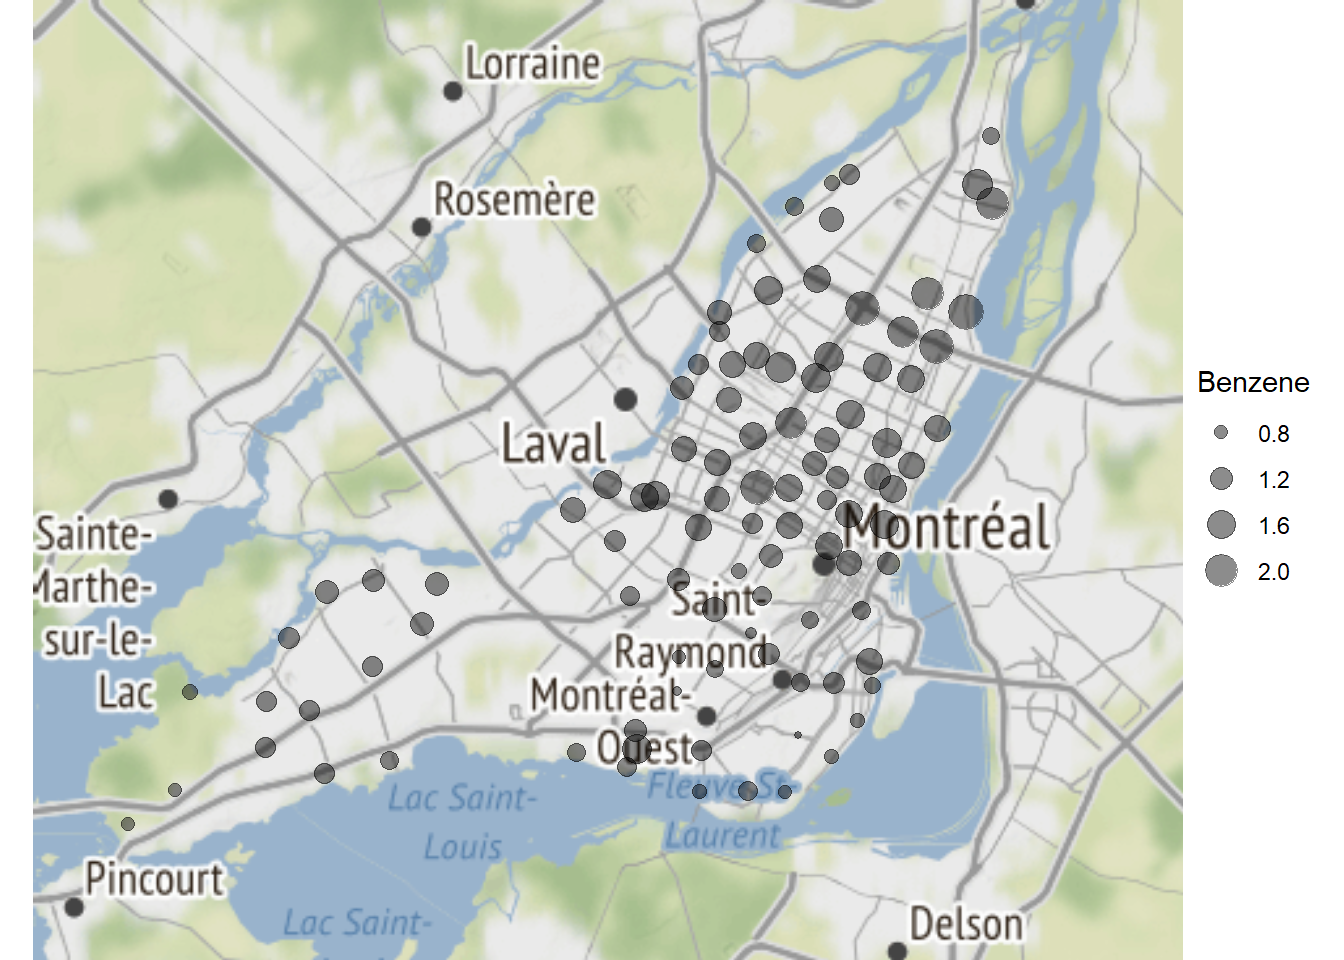 Lorraine
Rosemère
Laval
Sainte-
Marthe-
sur-le-
Lac
Montréal
Saint-
Raymond
Montréal-
Ouest
Lac Saint-
Louis
Fleuve St-
Laurent
Pincourt
Lac Saint-
Delson
Benzene
0.8
1.2
1.6
2.0